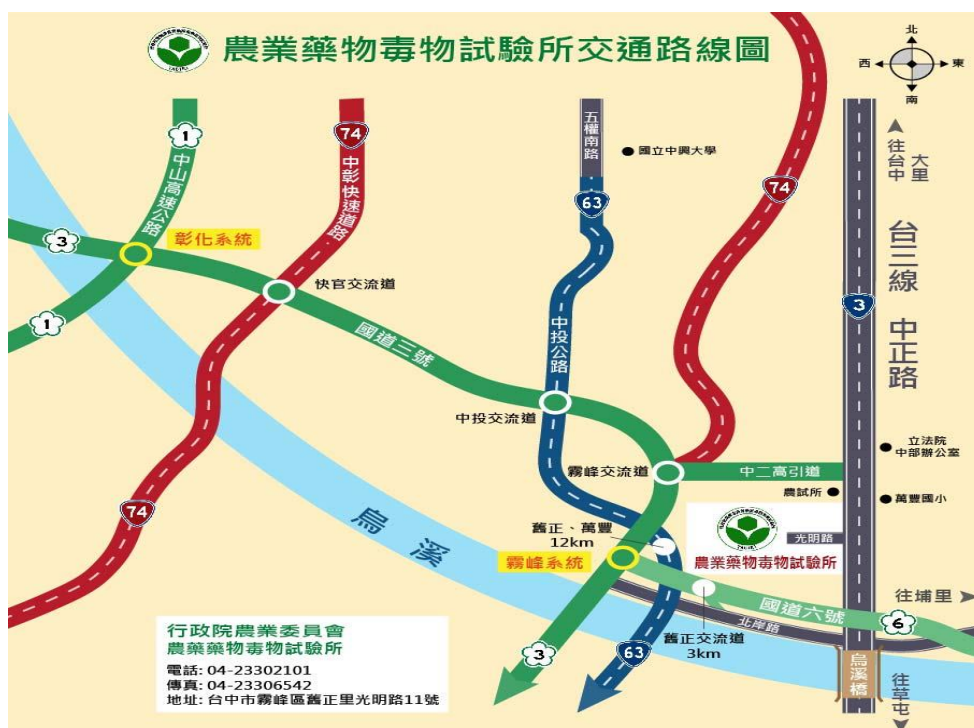 農業藥物毒物試驗所交通路線圖
北
西
東
南
1
中山高速公路
74
中彰快速道路
五權南路
國立中興大學
63
74
往台中
大里
3
彰化系統
1
快官交流道
國道三號
中投公路
3
台三線 中正路
中投交流道
霧峰交流道
中二高引道
立法院
中部辦公室
農試所
萬豐國小
74
烏溪
舊正、萬豐
12km
光明路
農業藥物毒物試驗所
霧峰系統
國道六號
往埔里
6
北岸路
舊正交流道
3km
3
63
烏溪橋
往草屯
行政院農業委員會
農藥藥物毒物試驗所
電話: 04-23302101
傳真: 04-23306542
地址: 台中市霧峰區舊正里光明路11號